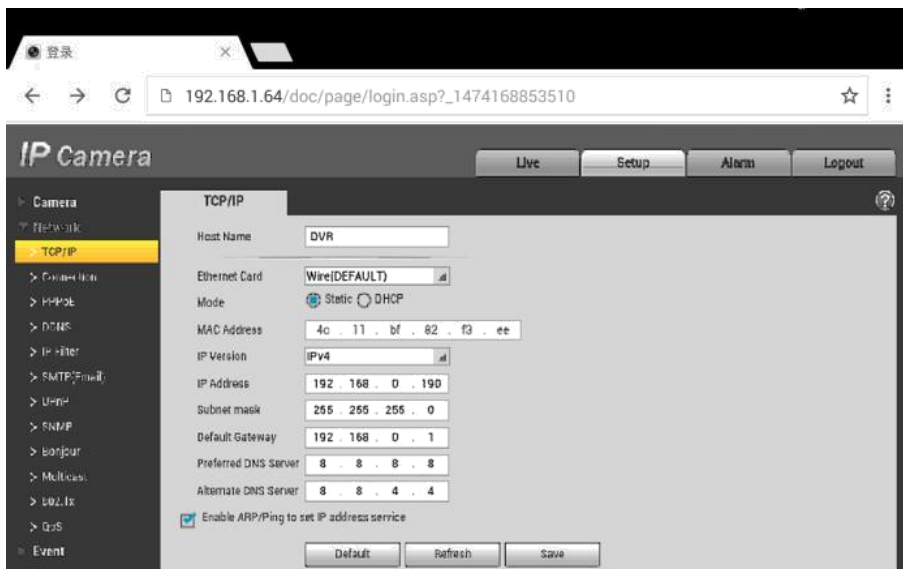 登录
192.168.1.64/doc/page/login.asp?_1474168853510
IP Camera
Live
Setup
Alarm
Logout
Camera
Network
TCP/IP
Connection
PPPoE
DDNS
IP Filter
SMTP(Email)
UPnP
SNMP
Bonjour
Multicast
802.1x
QoS
Event
TCP/IP
Host Name DVR
Ethernet Card Wire(DEFAULT)
Mode Static DHCP
MAC Address 4c . 11 . bf . 82 . f3 . ee
IP Version IPv4
IP Address 192 . 168 . 0 . 190
Subnet mask 255 . 255 . 255 . 0
Default Gateway 192 . 168 . 0 . 1
Preferred DNS Server 8 . 8 . 8 . 8
Alternate DNS Server 8 . 8 . 4 . 4
Enable ARP/Ping to set IP address service
Default Refresh Save